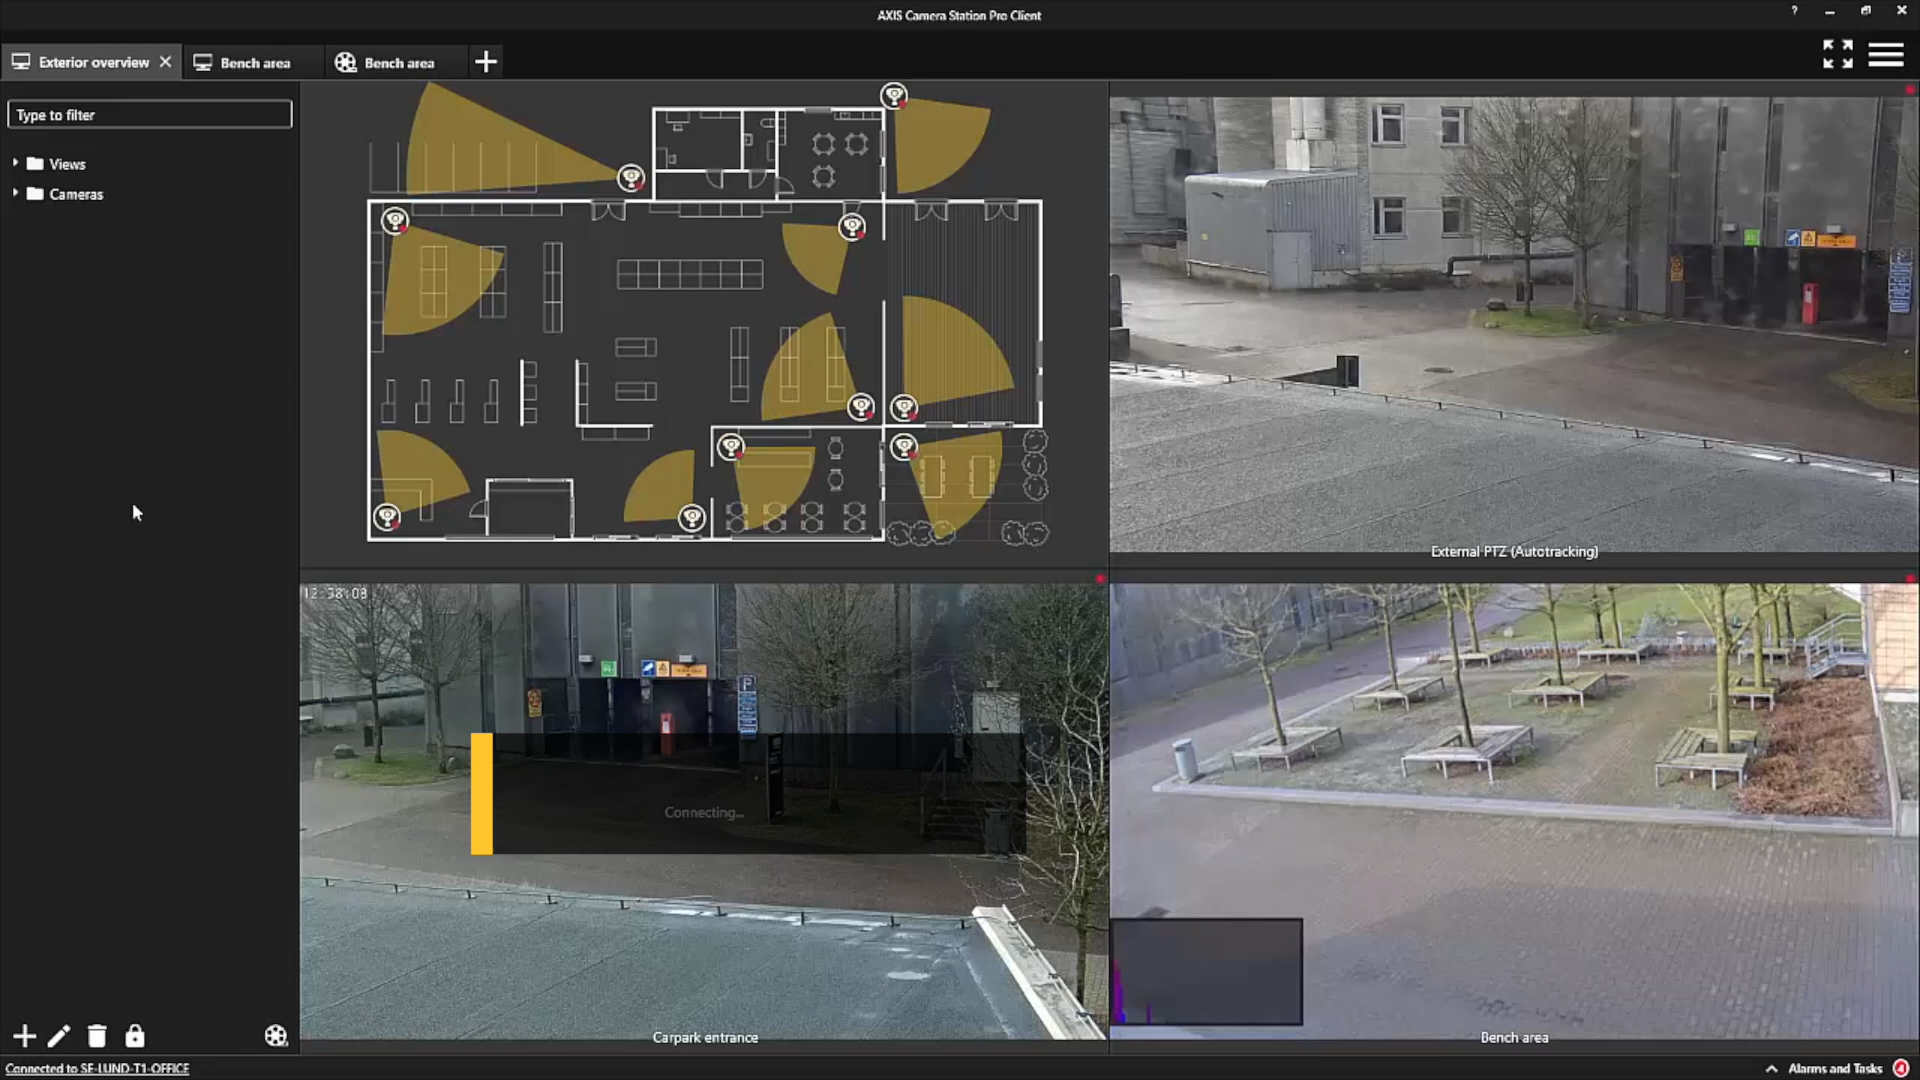 AXIS Camera Station Pro Client
?
Exterior overview
Bench area
Bench area
Type to filter
Views
Cameras
External PTZ (Autotracking)
12:38:08
P
Connecting...
Carpark entrance
Bench area
Connected to SE-LUND-T1-OFFICE
Alarms and Tasks 4